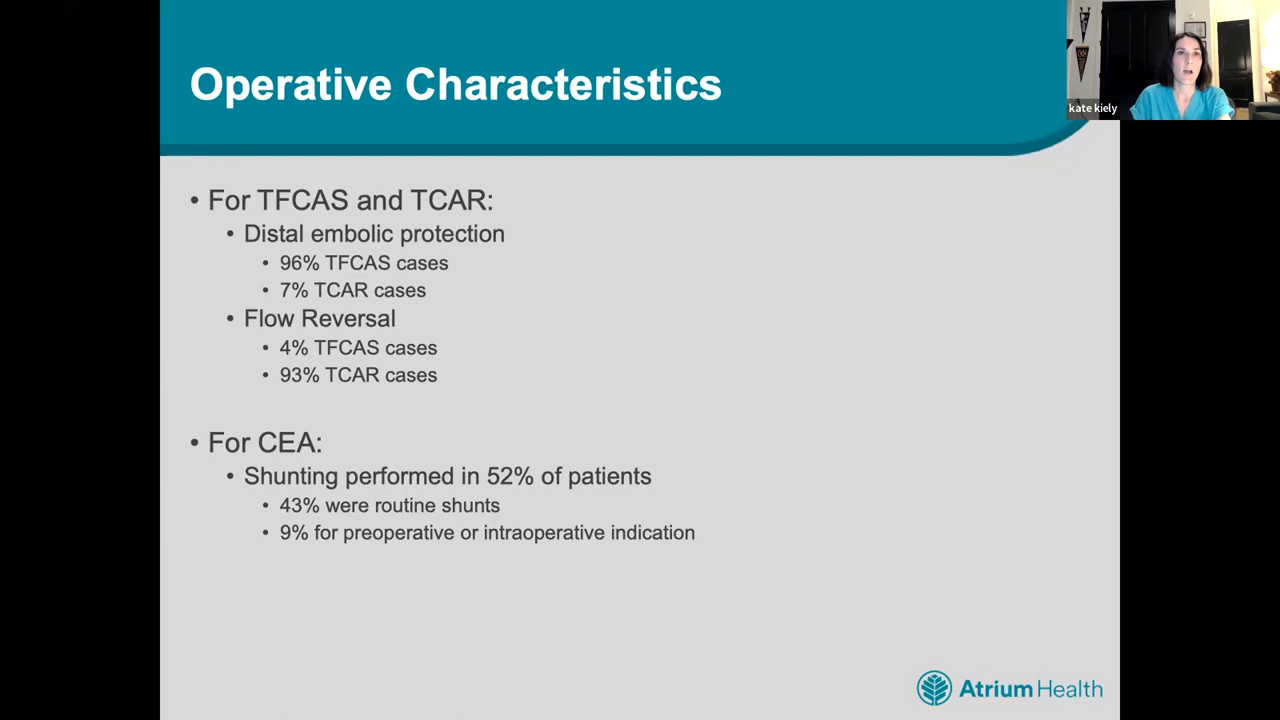 Operative Characteristics
kate kiely
• For TFCAS and TCAR:
• Distal embolic protection
• 96% TFCAS cases
• 7% TCAR cases
• Flow Reversal
• 4% TFCAS cases
• 93% TCAR cases
• For CEA:
• Shunting performed in 52% of patients
• 43% were routine shunts
• 9% for preoperative or intraoperative indication
Atrium Health